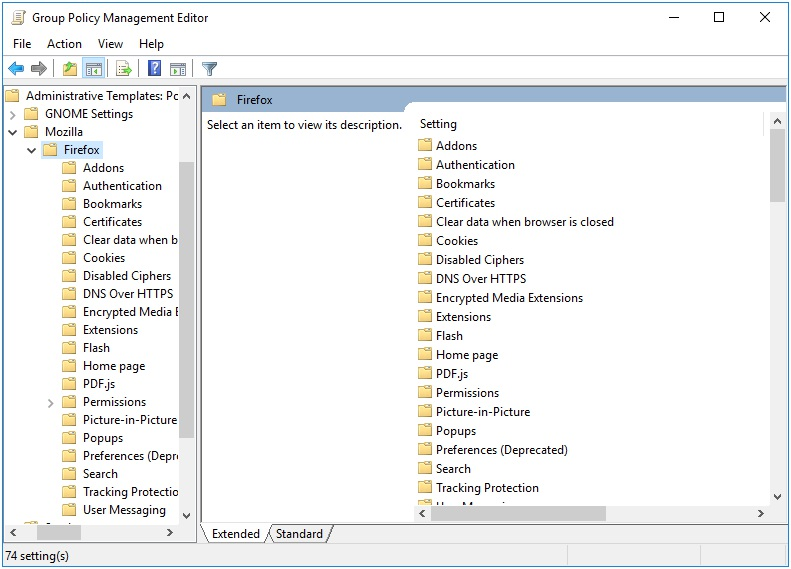 Group Policy Management Editor
File Action View Help
Administrative Templates: Pc
GNOME Settings
Mozilla
Firefox
Addons
Authentication
Bookmarks
Certificates
Clear data when b
Cookies
Disabled Ciphers
DNS Over HTTPS
Encrypted Media E
Extensions
Flash
Home page
PDF.js
Permissions
Picture-in-Picture
Popups
Preferences (Depr
Search
Tracking Protectio
User Messaging
Firefox
Select an item to view its description.
Setting
Addons
Authentication
Bookmarks
Certificates
Clear data when browser is closed
Cookies
Disabled Ciphers
DNS Over HTTPS
Encrypted Media Extensions
Extensions
Flash
Home page
PDF.js
Permissions
Picture-in-Picture
Popups
Preferences (Deprecated)
Search
Tracking Protection
Extended Standard
74 setting(s)